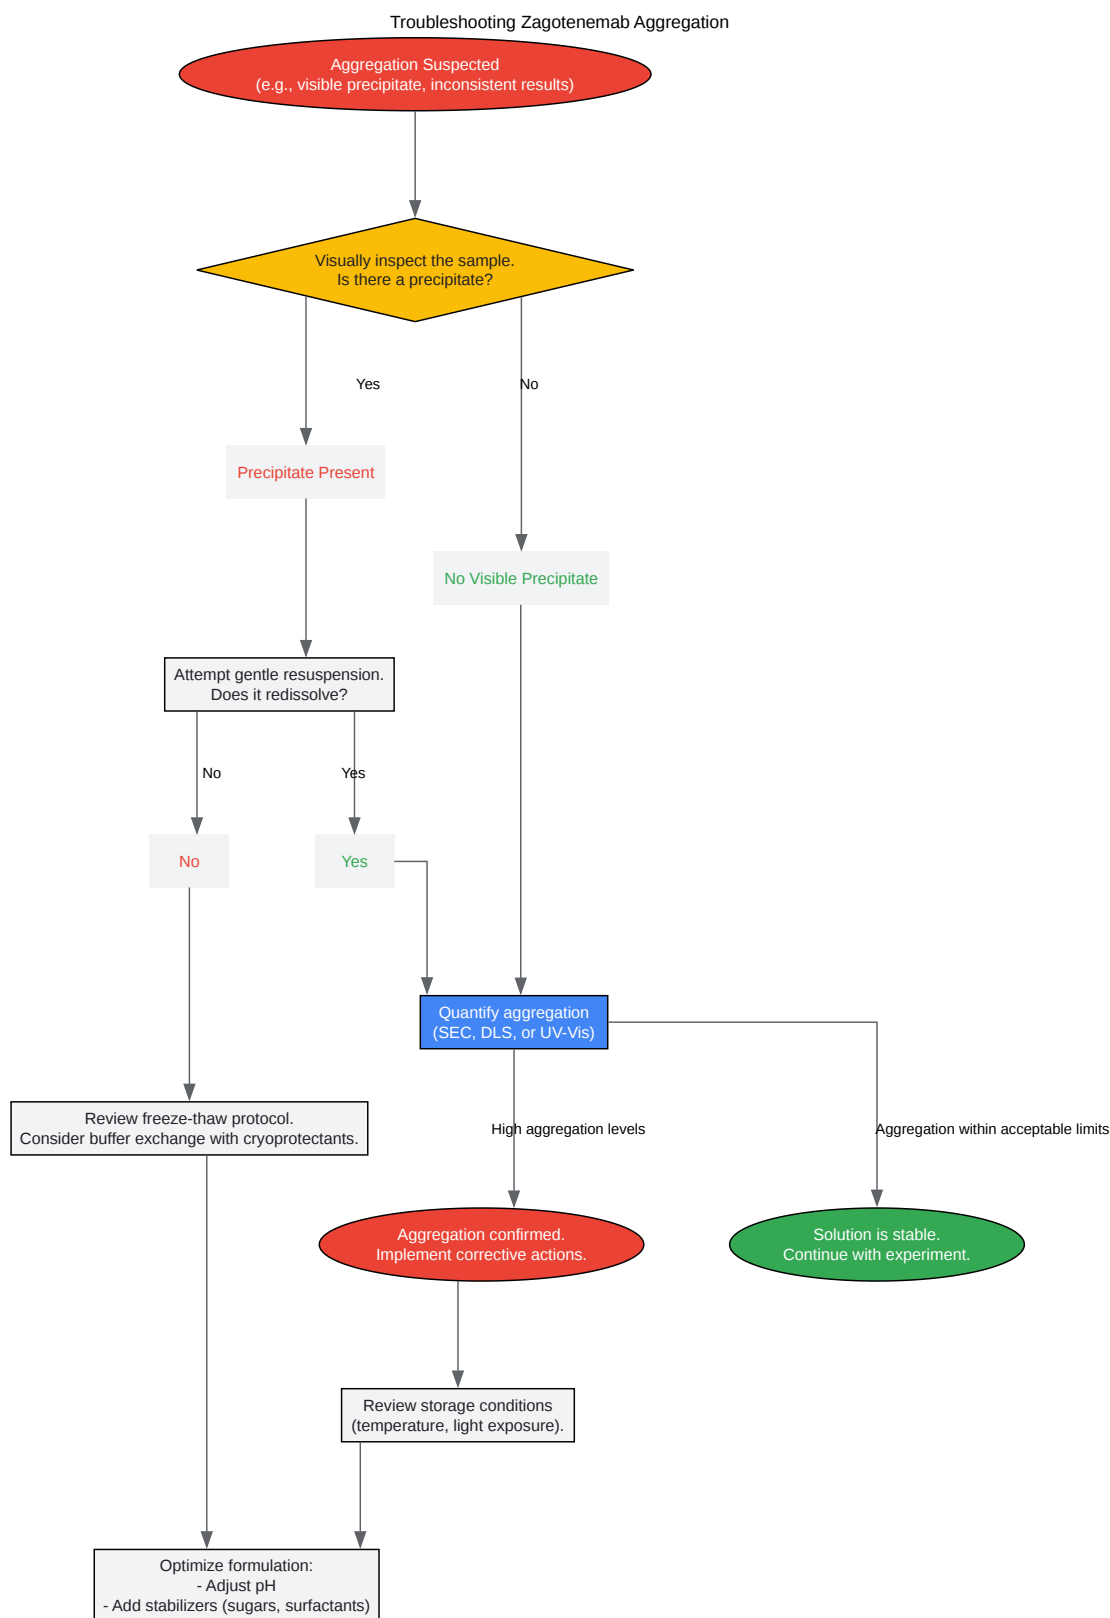 Troubleshooting Zagotenemab Aggregation
Aggregation Suspected
(e.g., visible precipitate, inconsistent results)
Visually inspect the sample.
Is there a precipitate?
Yes
No
Precipitate Present
No Visible Precipitate
Attempt gentle resuspension.
Does it redissolve?
No
Yes
No
Yes
Quantify aggregation
(SEC, DLS, or UV-Vis)
Review freeze-thaw protocol.
Consider buffer exchange with cryoprotectants.
High aggregation levels
Aggregation within acceptable limits
Aggregation confirmed.
Implement corrective actions.
Solution is stable.
Continue with experiment.
Review storage conditions
(temperature, light exposure).
Optimize formulation:
- Adjust pH
- Add stabilizers (sugars, surfactants)